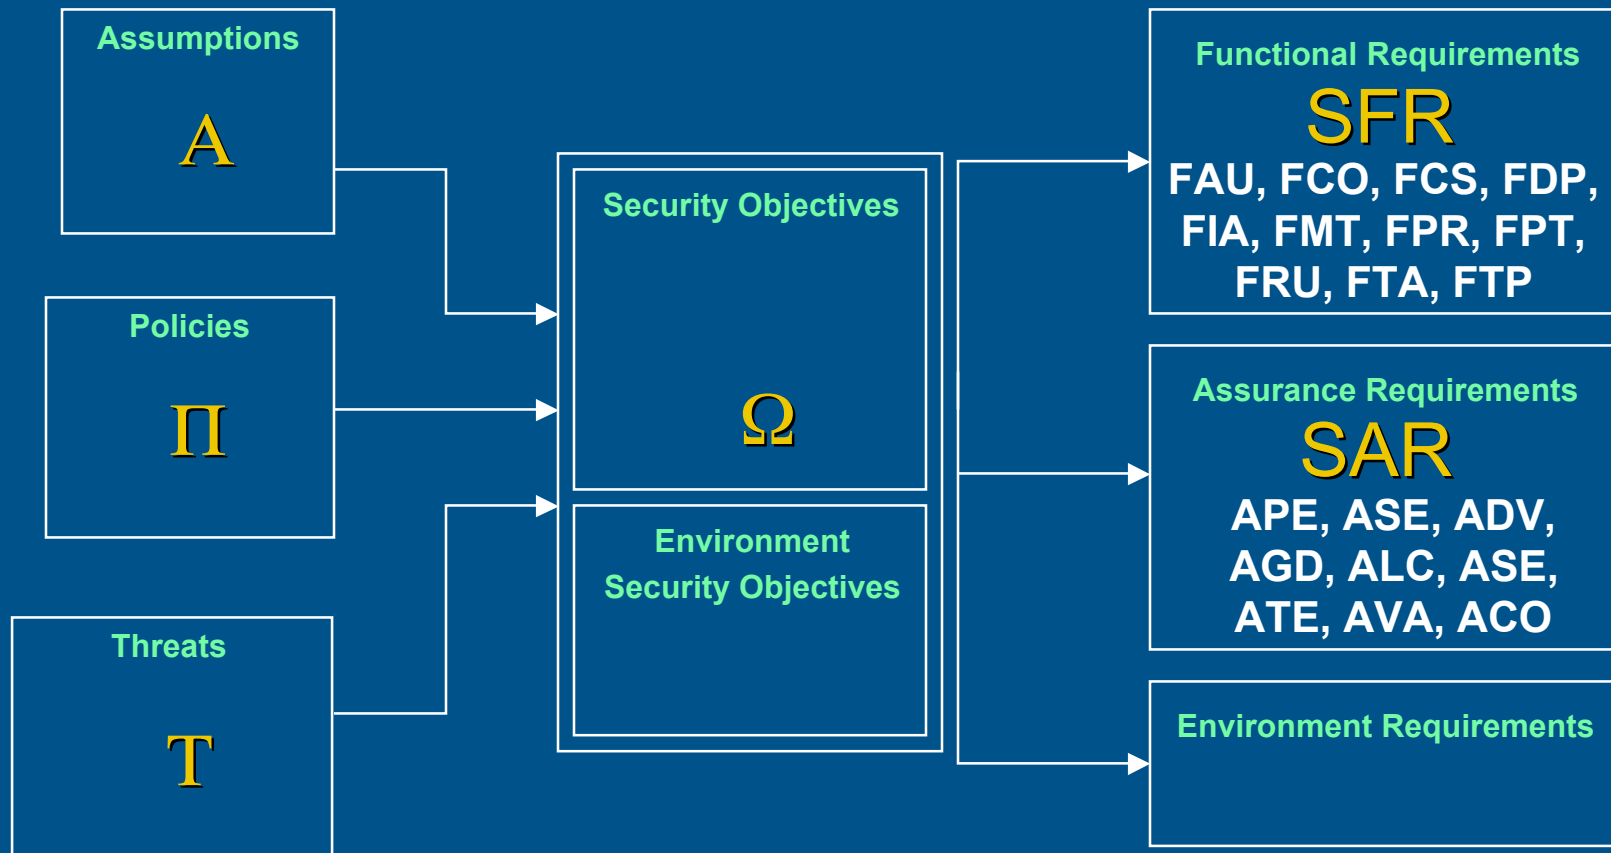 Assumptions
Α
Policies
Π
Threats
Τ
Security Objectives
Ω
Environment
Security Objectives
Functional Requirements
SFR
FAU, FCO, FCS, FDP,
FIA, FMT, FPR, FPT,
FRU, FTA, FTP
Assurance Requirements
SAR
APE, ASE, ADV,
AGD, ALC, ASE,
ATE, AVA, ACO
Environment Requirements